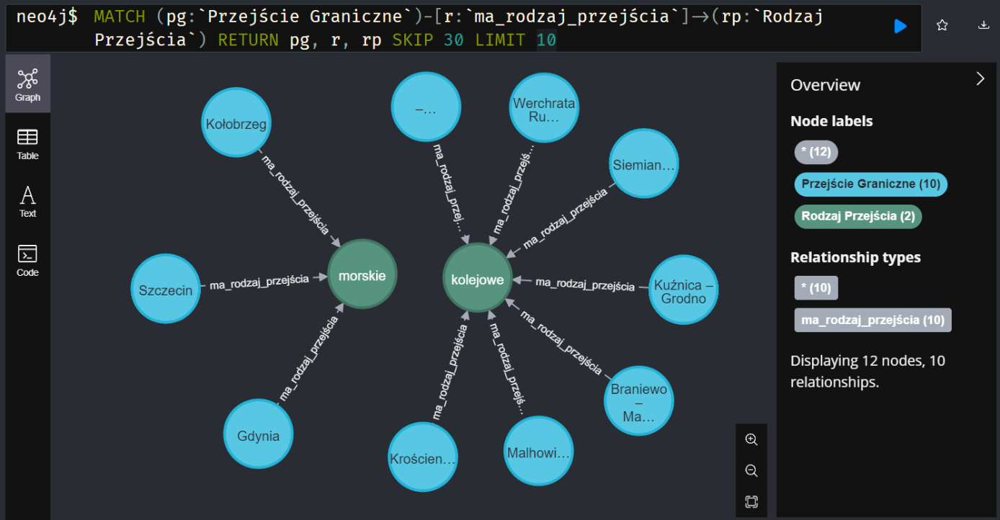 neo4j$ MATCH (pg:`Przejście Graniczne`)-[r:`ma_rodzaj_przejścia`]->(rp:`Rodzaj
Przejścia`) RETURN pg, r, rp SKIP 30 LIMIT 10
Graph
Table
Text
Code
Kołobrzeg
–…
Werchrata
Ru…
Siemian…
Kuźnica –
Grodno
Braniewo
–
Ma…
Malhowi…
Krościen…
Gdynia
Szczecin
morskie
kolejowe
ma_rodzaj_przejścia
ma_rodzaj_przej…
ma_rodzaj_przejś…
ma_rodzaj_przejścia
ma_rodzaj_przejścia
ma_rodzaj_przejścia
ma_rodzaj_przejścia
ma_rodzaj_przejścia
ma_rodzaj_przejścia
ma_rodzaj_przejś…
Overview
Node labels
* (12)
Przejście Graniczne (10)
Rodzaj Przejścia (2)
Relationship types
* (10)
ma_rodzaj_przejścia (10)
Displaying 12 nodes, 10
relationships.